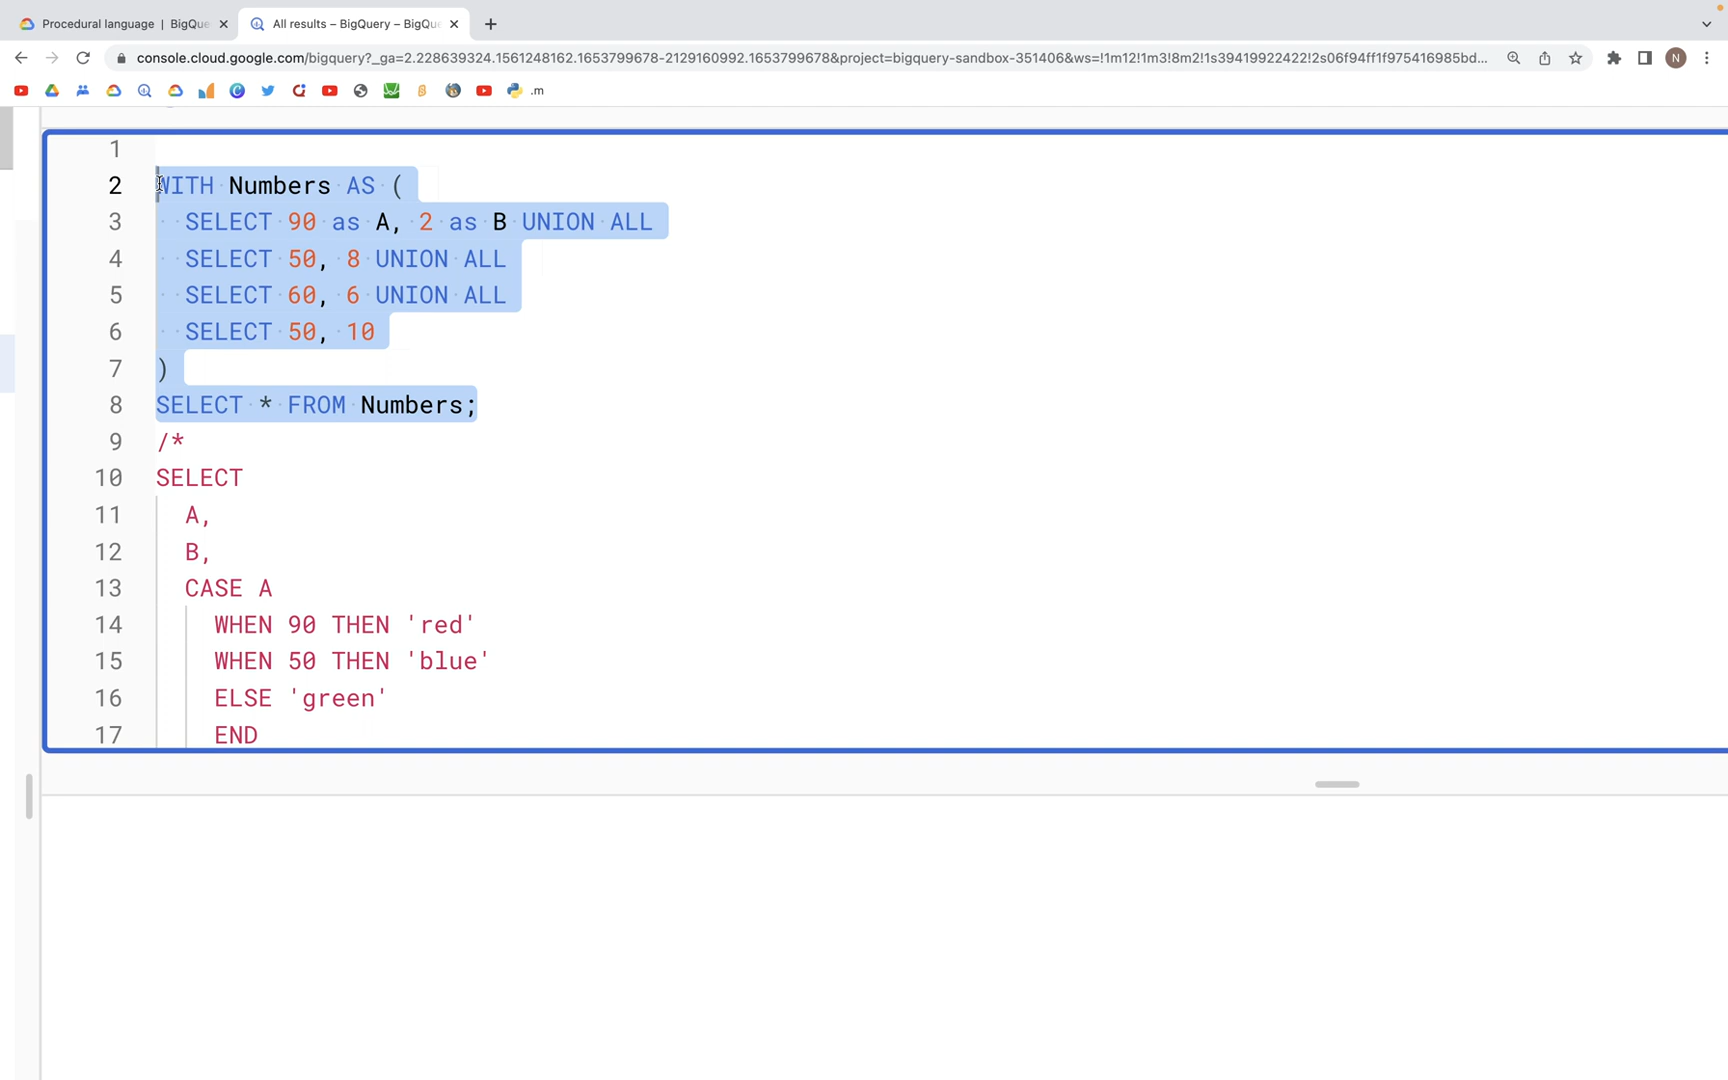 Procedural language | BigQue
All results – BigQuery – BigQue
console.cloud.google.com/bigquery?_ga=2.228639324.1561248162.1653799678-2129160992.1653799678&project=bigquery-sandbox-351406&ws=!1m12!1m3!8m2!1s39419922422!2s06f94ff1f975416985bd...
N
.m
1
2 WITH Numbers AS (
3 SELECT 90 as A, 2 as B UNION ALL
4 SELECT 50, 8 UNION ALL
5 SELECT 60, 6 UNION ALL
6 SELECT 50, 10
7 )
8 SELECT * FROM Numbers;
9 /*
10 SELECT
11 A,
12 B,
13 CASE A
14 WHEN 90 THEN 'red'
15 WHEN 50 THEN 'blue'
16 ELSE 'green'
17 END